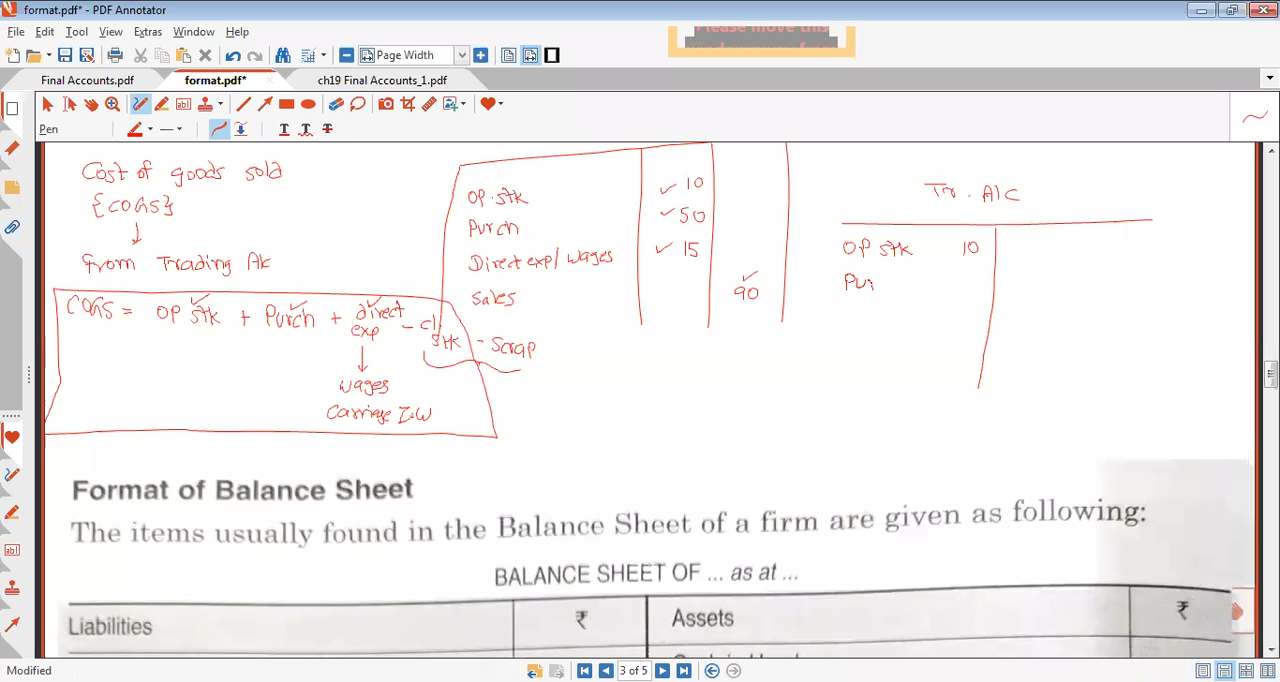 format.pdf* - PDF Annotator
File Edit Tool View Extras Window Help
Please move this
Page Width
Final Accounts.pdf format.pdf* ch19 Final Accounts_1.pdf
Pen
Cost of goods sold
{COGS}
↓
from Trading A/c
COGS = OP stk + Purch + direct exp - cl stk - Scrap
↓
wages
Carriage I.W
OP. stk 10
Purch 50
Direct exp/wages 15
Sales 90
Tr. A/C
OP stk 10
Pur
Format of Balance Sheet
The items usually found in the Balance Sheet of a firm are given as following:
BALANCE SHEET OF ... as at ...
Liabilities ₹ Assets ₹
Modified 3 of 5